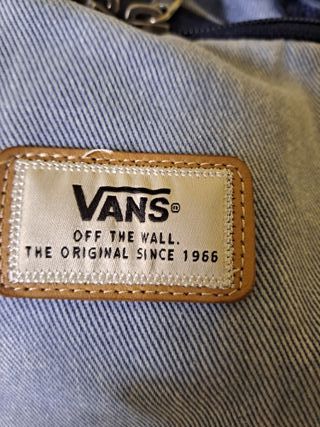 VANS®
OFF THE WALL.
THE ORIGINAL SINCE 1966